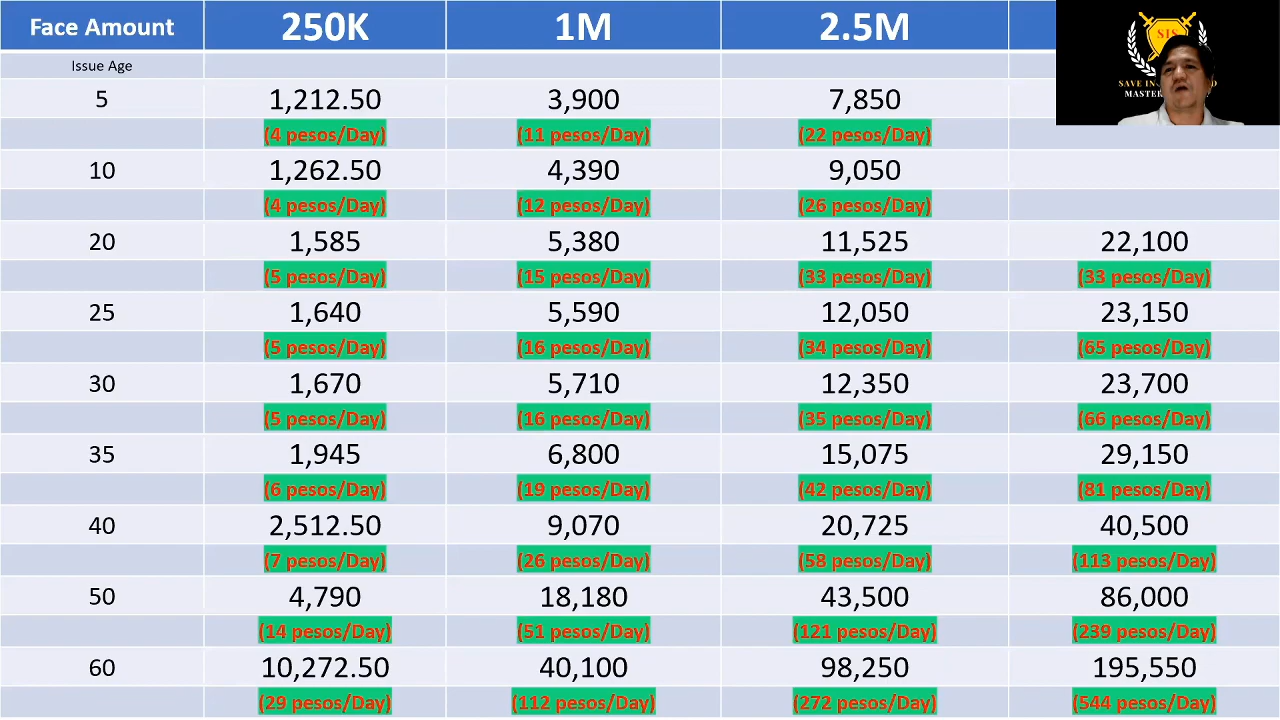 Face Amount 250K 1M 2.5M
Issue Age
5 1,212.50 3,900 7,850
(4 pesos/Day) (11 pesos/Day) (22 pesos/Day)
10 1,262.50 4,390 9,050
(4 pesos/Day) (12 pesos/Day) (26 pesos/Day)
20 1,585 5,380 11,525 22,100
(5 pesos/Day) (15 pesos/Day) (33 pesos/Day) (33 pesos/Day)
25 1,640 5,590 12,050 23,150
(5 pesos/Day) (16 pesos/Day) (34 pesos/Day) (65 pesos/Day)
30 1,670 5,710 12,350 23,700
(5 pesos/Day) (16 pesos/Day) (35 pesos/Day) (66 pesos/Day)
35 1,945 6,800 15,075 29,150
(6 pesos/Day) (19 pesos/Day) (42 pesos/Day) (81 pesos/Day)
40 2,512.50 9,070 20,725 40,500
(7 pesos/Day) (26 pesos/Day) (58 pesos/Day) (113 pesos/Day)
50 4,790 18,180 43,500 86,000
(14 pesos/Day) (51 pesos/Day) (121 pesos/Day) (239 pesos/Day)
60 10,272.50 40,100 98,250 195,550
(29 pesos/Day) (112 pesos/Day) (272 pesos/Day) (544 pesos/Day)
SIS
SAVE